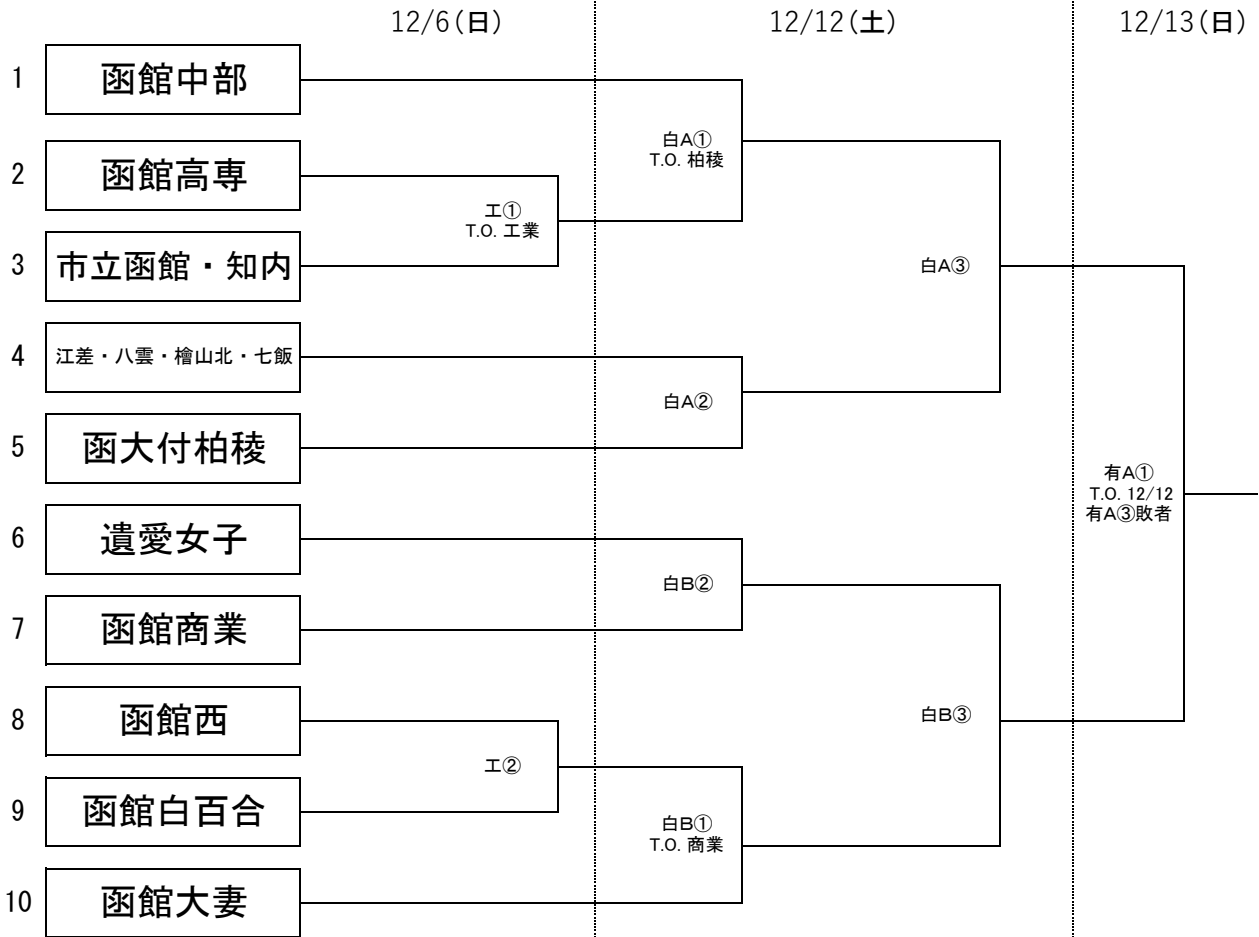 12/6(日)
12/12(土)
12/13(日)
1
函館中部
2
函館高専
3
市立函館・知内
4
江差・八雲・檜山北・七飯
5
函大付柏稜
6
遺愛女子
7
函館商業
8
函館西
9
函館白百合
10
函館大妻
エ①
T.O. 工業
エ②
白A①
T.O. 柏稜
白A②
白B②
白B①
T.O. 商業
白A③
白B③
有A①
T.O. 12/12
有A③敗者